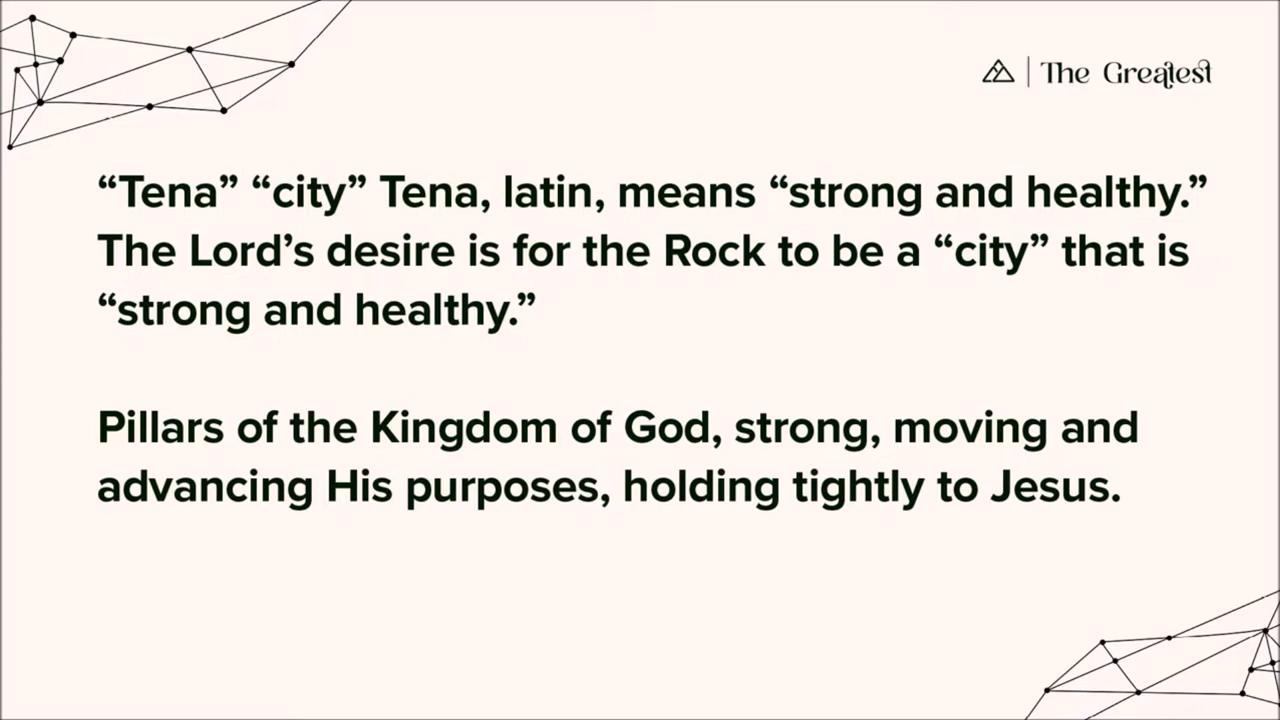 The Greatest
“Tena” “city” Tena, latin, means “strong and healthy.”
The Lord’s desire is for the Rock to be a “city” that is
“strong and healthy.”
Pillars of the Kingdom of God, strong, moving and
advancing His purposes, holding tightly to Jesus.